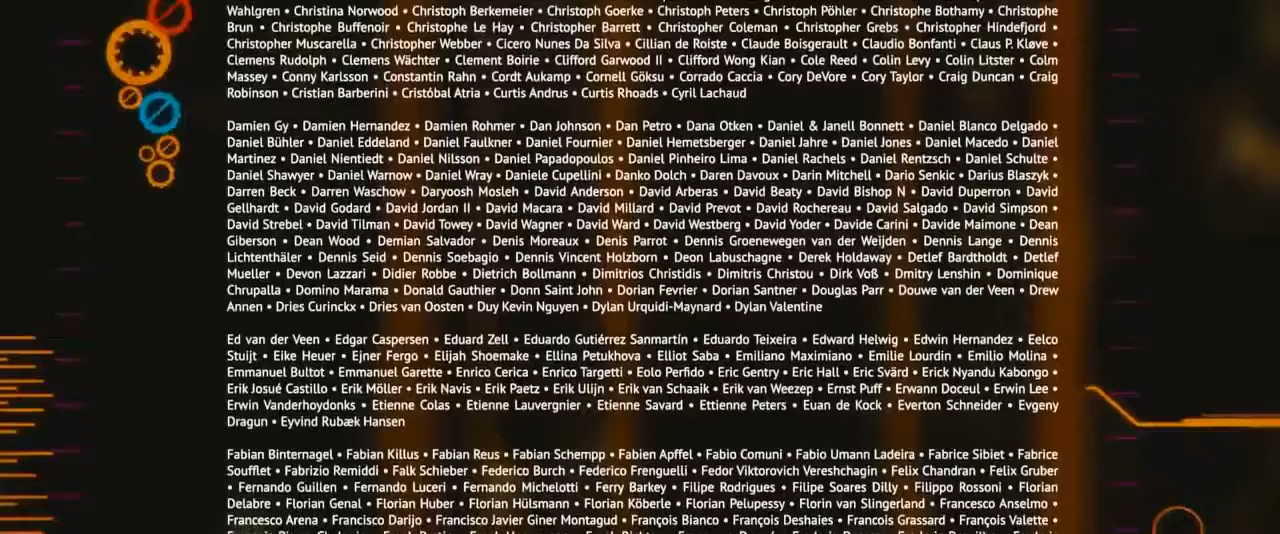 Wahlgren • Christina Norwood • Christoph Berkemeier • Christoph Goerke • Christoph Peters • Christoph Pöhler • Christophe Bothamy • Christophe
Brun • Christophe Buffenoir • Christophe Le Hay • Christopher Barrett • Christopher Coleman • Christopher Grebs • Christopher Hindefjord •
Christopher Muscarella • Christopher Webber • Cicero Nunes Da Silva • Cillian de Roiste • Claude Boisgerault • Claudio Bonfanti • Claus P. Kløve •
Clemens Rudolph • Clemens Wächter • Clement Boirie • Clifford Garwood II • Clifford Wong Kian • Cole Reed • Colin Levy • Colin Litster • Colm
Massey • Conny Karlsson • Constantin Rahn • Cordt Aukamp • Cornell Göksu • Corrado Caccia • Cory DeVore • Cory Taylor • Craig Duncan • Craig
Robinson • Cristian Barberini • Cristóbal Atria • Curtis Andrus • Curtis Rhoads • Cyril Lachaud
Damien Gy • Damien Hernandez • Damien Rohmer • Dan Johnson • Dan Petro • Dana Otken • Daniel & Janell Bonnett • Daniel Blanco Delgado •
Daniel Bühler • Daniel Eddeland • Daniel Faulkner • Daniel Fournier • Daniel Hemetsberger • Daniel Jahre • Daniel Jones • Daniel Macedo • Daniel
Martinez • Daniel Nientiedt • Daniel Nilsson • Daniel Papadopoulos • Daniel Pinheiro Lima • Daniel Rachels • Daniel Rentzsch • Daniel Schulte •
Daniel Shawyer • Daniel Warnow • Daniel Wray • Daniele Cupellini • Danko Dolch • Daren Davoux • Darin Mitchell • Dario Senkic • Darius Blaszyk •
Darren Beck • Darren Waschow • Daryoosh Mosleh • David Anderson • David Arberas • David Beaty • David Bishop N • David Duperron • David
Gellhardt • David Godard • David Jordan II • David Macara • David Millard • David Prevot • David Rochereau • David Salgado • David Simpson •
David Strebel • David Tilman • David Towey • David Wagner • David Ward • David Westberg • David Yoder • Davide Carini • Davide Maimone • Dean
Giberson • Dean Wood • Demian Salvador • Denis Moreaux • Denis Parrot • Dennis Groenewegen van der Weijden • Dennis Lange • Dennis
Lichtenthäler • Dennis Seid • Dennis Soebagio • Dennis Vincent Holzborn • Deon Labuschagne • Derek Holdaway • Detlef Bardtholdt • Detlef
Mueller • Devon Lazzari • Didier Robbe • Dietrich Bollmann • Dimitrios Christidis • Dimitris Christou • Dirk Voß • Dmitry Lenshin • Dominique
Chrupalla • Domino Marama • Donald Gauthier • Donn Saint John • Dorian Fevrier • Dorian Santner • Douglas Parr • Douwe van der Veen • Drew
Annen • Dries Curinckx • Dries van Oosten • Duy Kevin Nguyen • Dylan Urquidi-Maynard • Dylan Valentine
Ed van der Veen • Edgar Caspersen • Eduard Zell • Eduardo Gutiérrez Sanmartín • Eduardo Teixeira • Edward Helwig • Edwin Hernandez • Eelco
Stuijt • Eike Heuer • Ejner Fergo • Elijah Shoemake • Ellina Petukhova • Elliot Saba • Emiliano Maximiano • Emilie Lourdin • Emilio Molina •
Emmanuel Bultot • Emmanuel Garette • Enrico Cerica • Enrico Targetti • Eolo Perfido • Eric Gentry • Eric Hall • Eric Svärd • Erick Nyandu Kabongo •
Erik Josué Castillo • Erik Möller • Erik Navis • Erik Paetz • Erik Ulijn • Erik van Schaaik • Erik van Weezep • Ernst Puff • Erwann Doceul • Erwin Lee •
Erwin Vanderhoydonks • Etienne Colas • Etienne Lauvergnier • Etienne Savard • Ettienne Peters • Euan de Kock • Everton Schneider • Evgeny
Dragun • Eyvind Rubæk Hansen
Fabian Binternagel • Fabian Killus • Fabian Reus • Fabian Schempp • Fabien Apffel • Fabio Comuni • Fabio Umann Ladeira • Fabrice Sibiet • Fabrice
Soufflet • Fabrizio Remiddi • Falk Schieber • Federico Burch • Federico Frenguelli • Fedor Viktorovich Vereshchagin • Felix Chandran • Felix Gruber
• Fernando Guillen • Fernando Luceri • Fernando Michelotti • Ferry Barkey • Filipe Rodrigues • Filipe Soares Dilly • Filippo Rossoni • Florian
Delabre • Florian Genal • Florian Huber • Florian Hülsmann • Florian Köberle • Florian Pelupessy • Florin van Slingerland • Francesco Anselmo •
Francesco Arena • Francisco Darijo • Francisco Javier Giner Montagud • François Bianco • François Deshaies • Francois Grassard • François Valette •